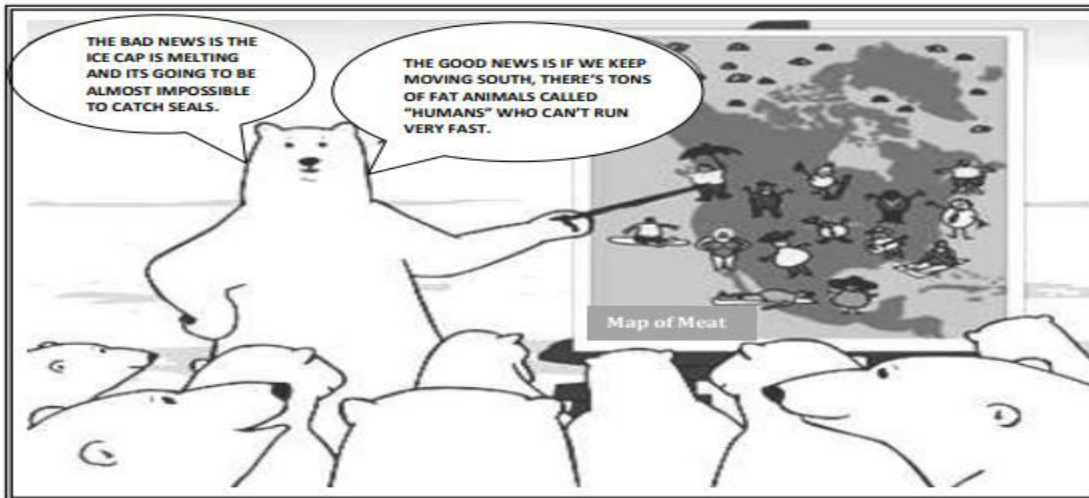 THE BAD NEWS IS THE
ICE CAP IS MELTING
AND ITS GOING TO BE
ALMOST IMPOSSIBLE
TO CATCH SEALS.
THE GOOD NEWS IS IF WE KEEP
MOVING SOUTH, THERE’S TONS
OF FAT ANIMALS CALLED
“HUMANS” WHO CAN’T RUN
VERY FAST.
Map of Meat